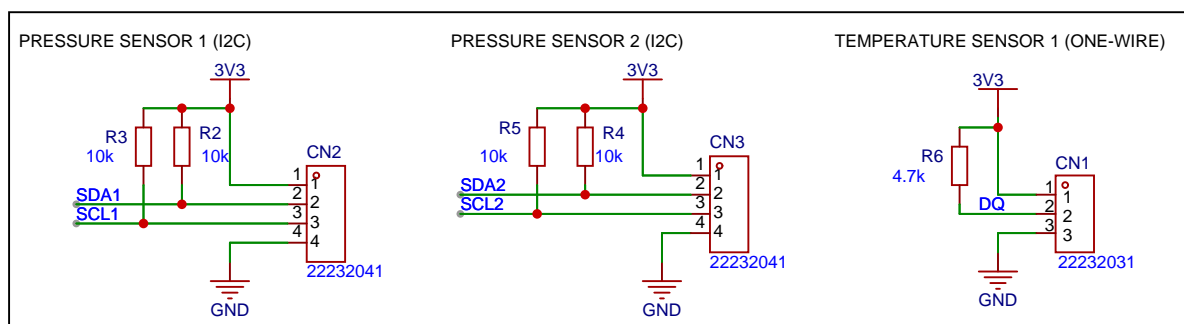 PRESSURE SENSOR 1 (I2C)
3V3
R3
10k
R2
10k
CN2
SDA1
SCL1
1
2
3
4
1
2
3
4
22232041
GND
PRESSURE SENSOR 2 (I2C)
3V3
R5
10k
R4
10k
CN3
SDA2
SCL2
1
2
3
4
1
2
3
4
22232041
GND
TEMPERATURE SENSOR 1 (ONE-WIRE)
3V3
R6
4.7k
CN1
DQ
1
2
3
1
2
3
22232031
GND